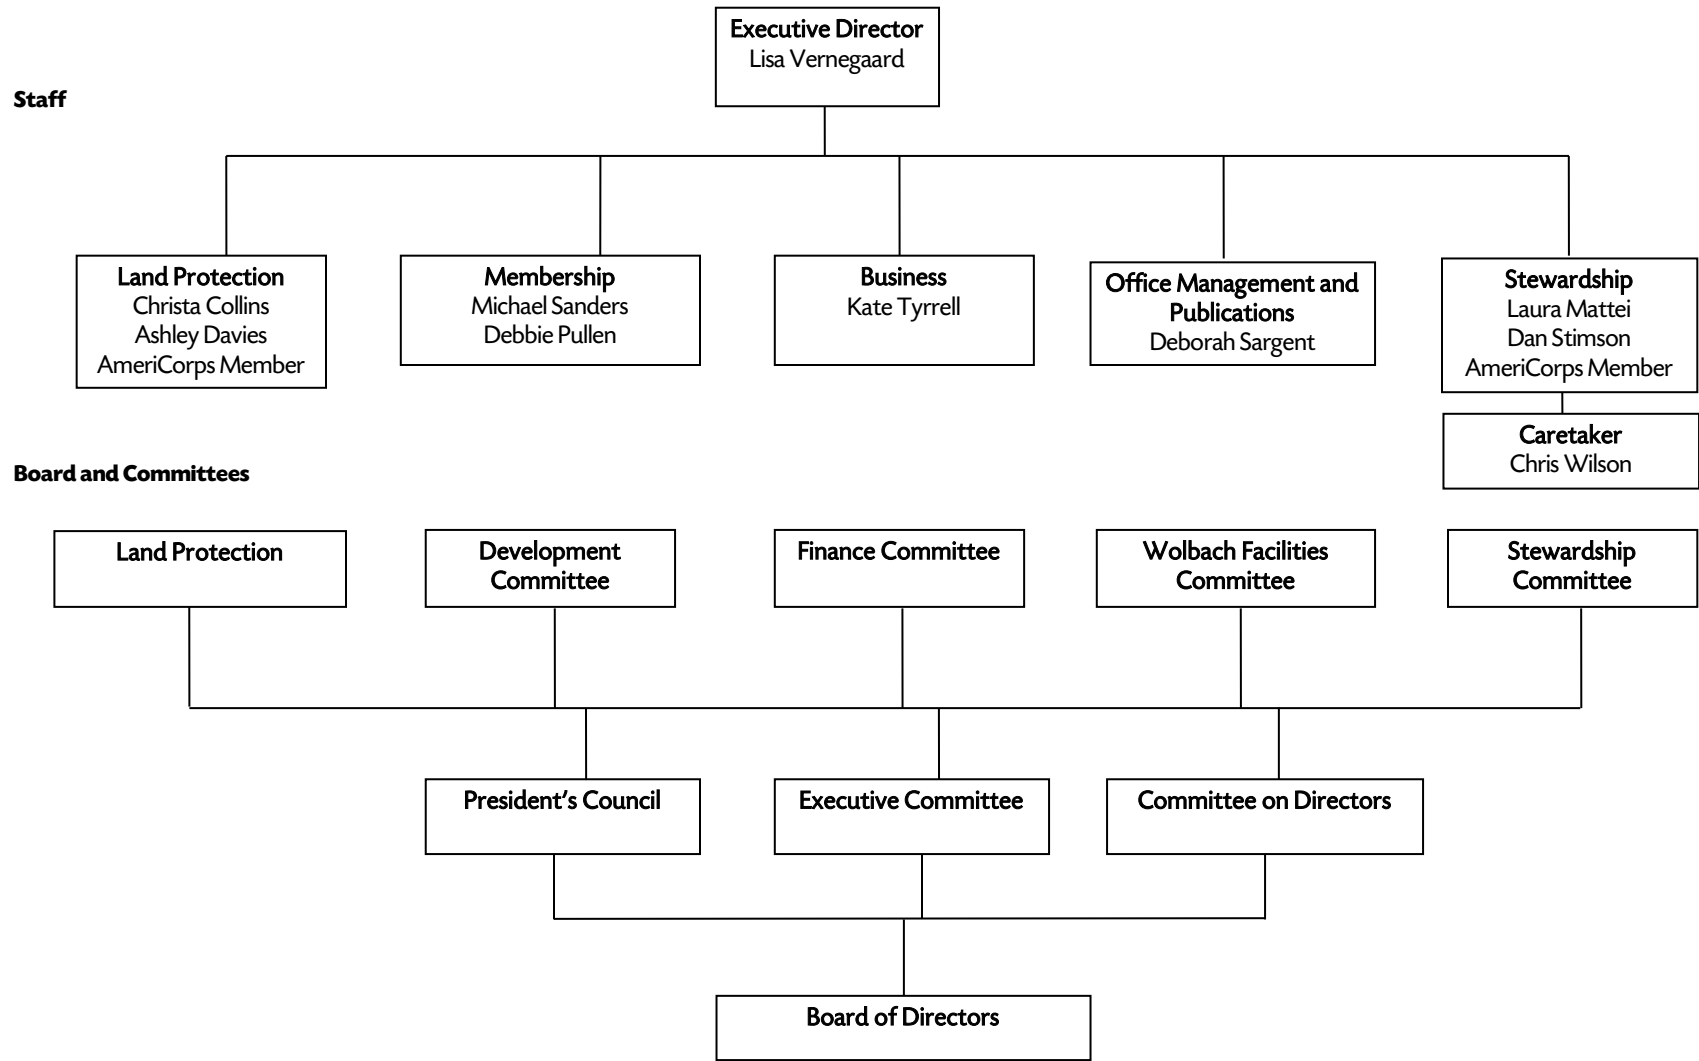 Executive Director
Lisa Vernegaard
Staff
Land Protection
Christa Collins
Ashley Davies
AmeriCorps Member
Membership
Michael Sanders
Debbie Pullen
Business
Kate Tyrrell
Office Management and
Publications
Deborah Sargent
Stewardship
Laura Mattei
Dan Stimson
AmeriCorps Member
Caretaker
Chris Wilson
Board and Committees
Land Protection
Development
Committee
Finance Committee
Wolbach Facilities
Committee
Stewardship
Committee
President's Council
Executive Committee
Committee on Directors
Board of Directors